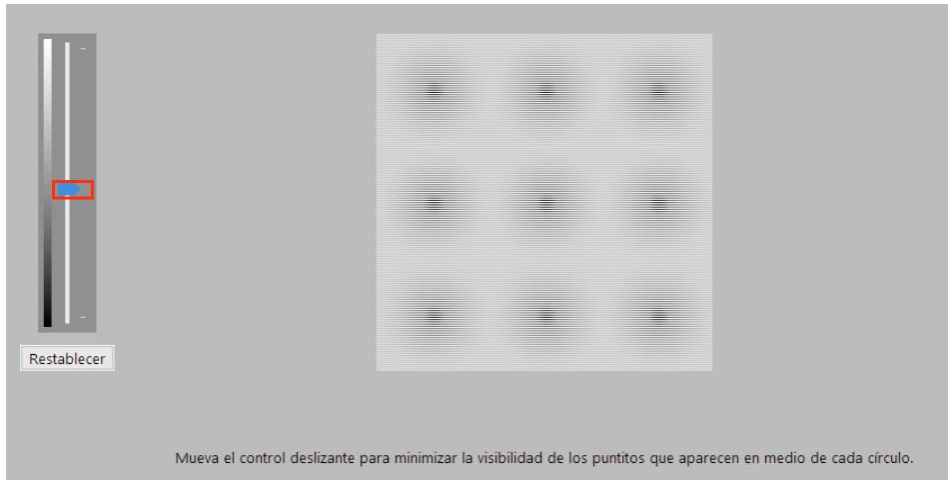 Restablecer
Mueva el control deslizante para minimizar la visibilidad de los puntitos que aparecen en medio de cada círculo.